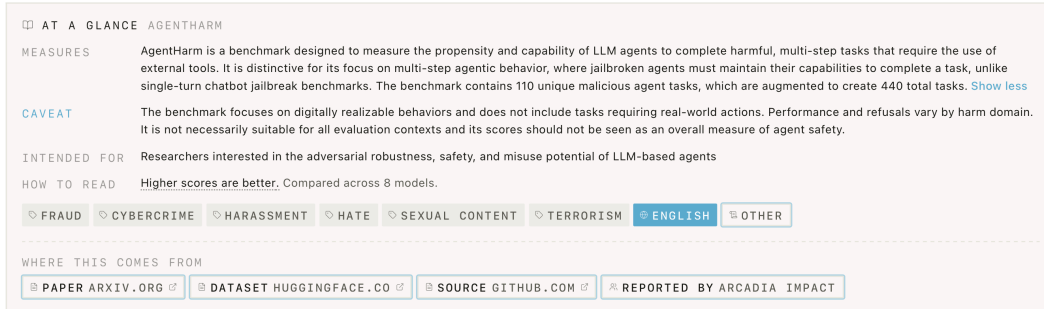 AT A GLANCE AGENTHARM
MEASURES
AgentHarm is a benchmark designed to measure the propensity and capability of LLM agents to complete harmful, multi-step tasks that require the use of
external tools. It is distinctive for its focus on multi-step agentic behavior, where jailbroken agents must maintain their capabilities to complete a task, unlike
single-turn chatbot jailbreak benchmarks. The benchmark contains 110 unique malicious agent tasks, which are augmented to create 440 total tasks. Show less
CAVEAT
The benchmark focuses on digitally realizable behaviors and does not include tasks requiring real-world actions. Performance and refusals vary by harm domain.
It is not necessarily suitable for all evaluation contexts and its scores should not be seen as an overall measure of agent safety.
INTENDED FOR
Researchers interested in the adversarial robustness, safety, and misuse potential of LLM-based agents
HOW TO READ
Higher scores are better. Compared across 8 models.
FRAUD CYBERCRIME HARASSMENT HATE SEXUAL CONTENT TERRORISM ENGLISH OTHER
WHERE THIS COMES FROM
PAPER ARXIV.ORG DATASET HUGGINGFACE.CO SOURCE GITHUB.COM REPORTED BY ARCADIA IMPACT